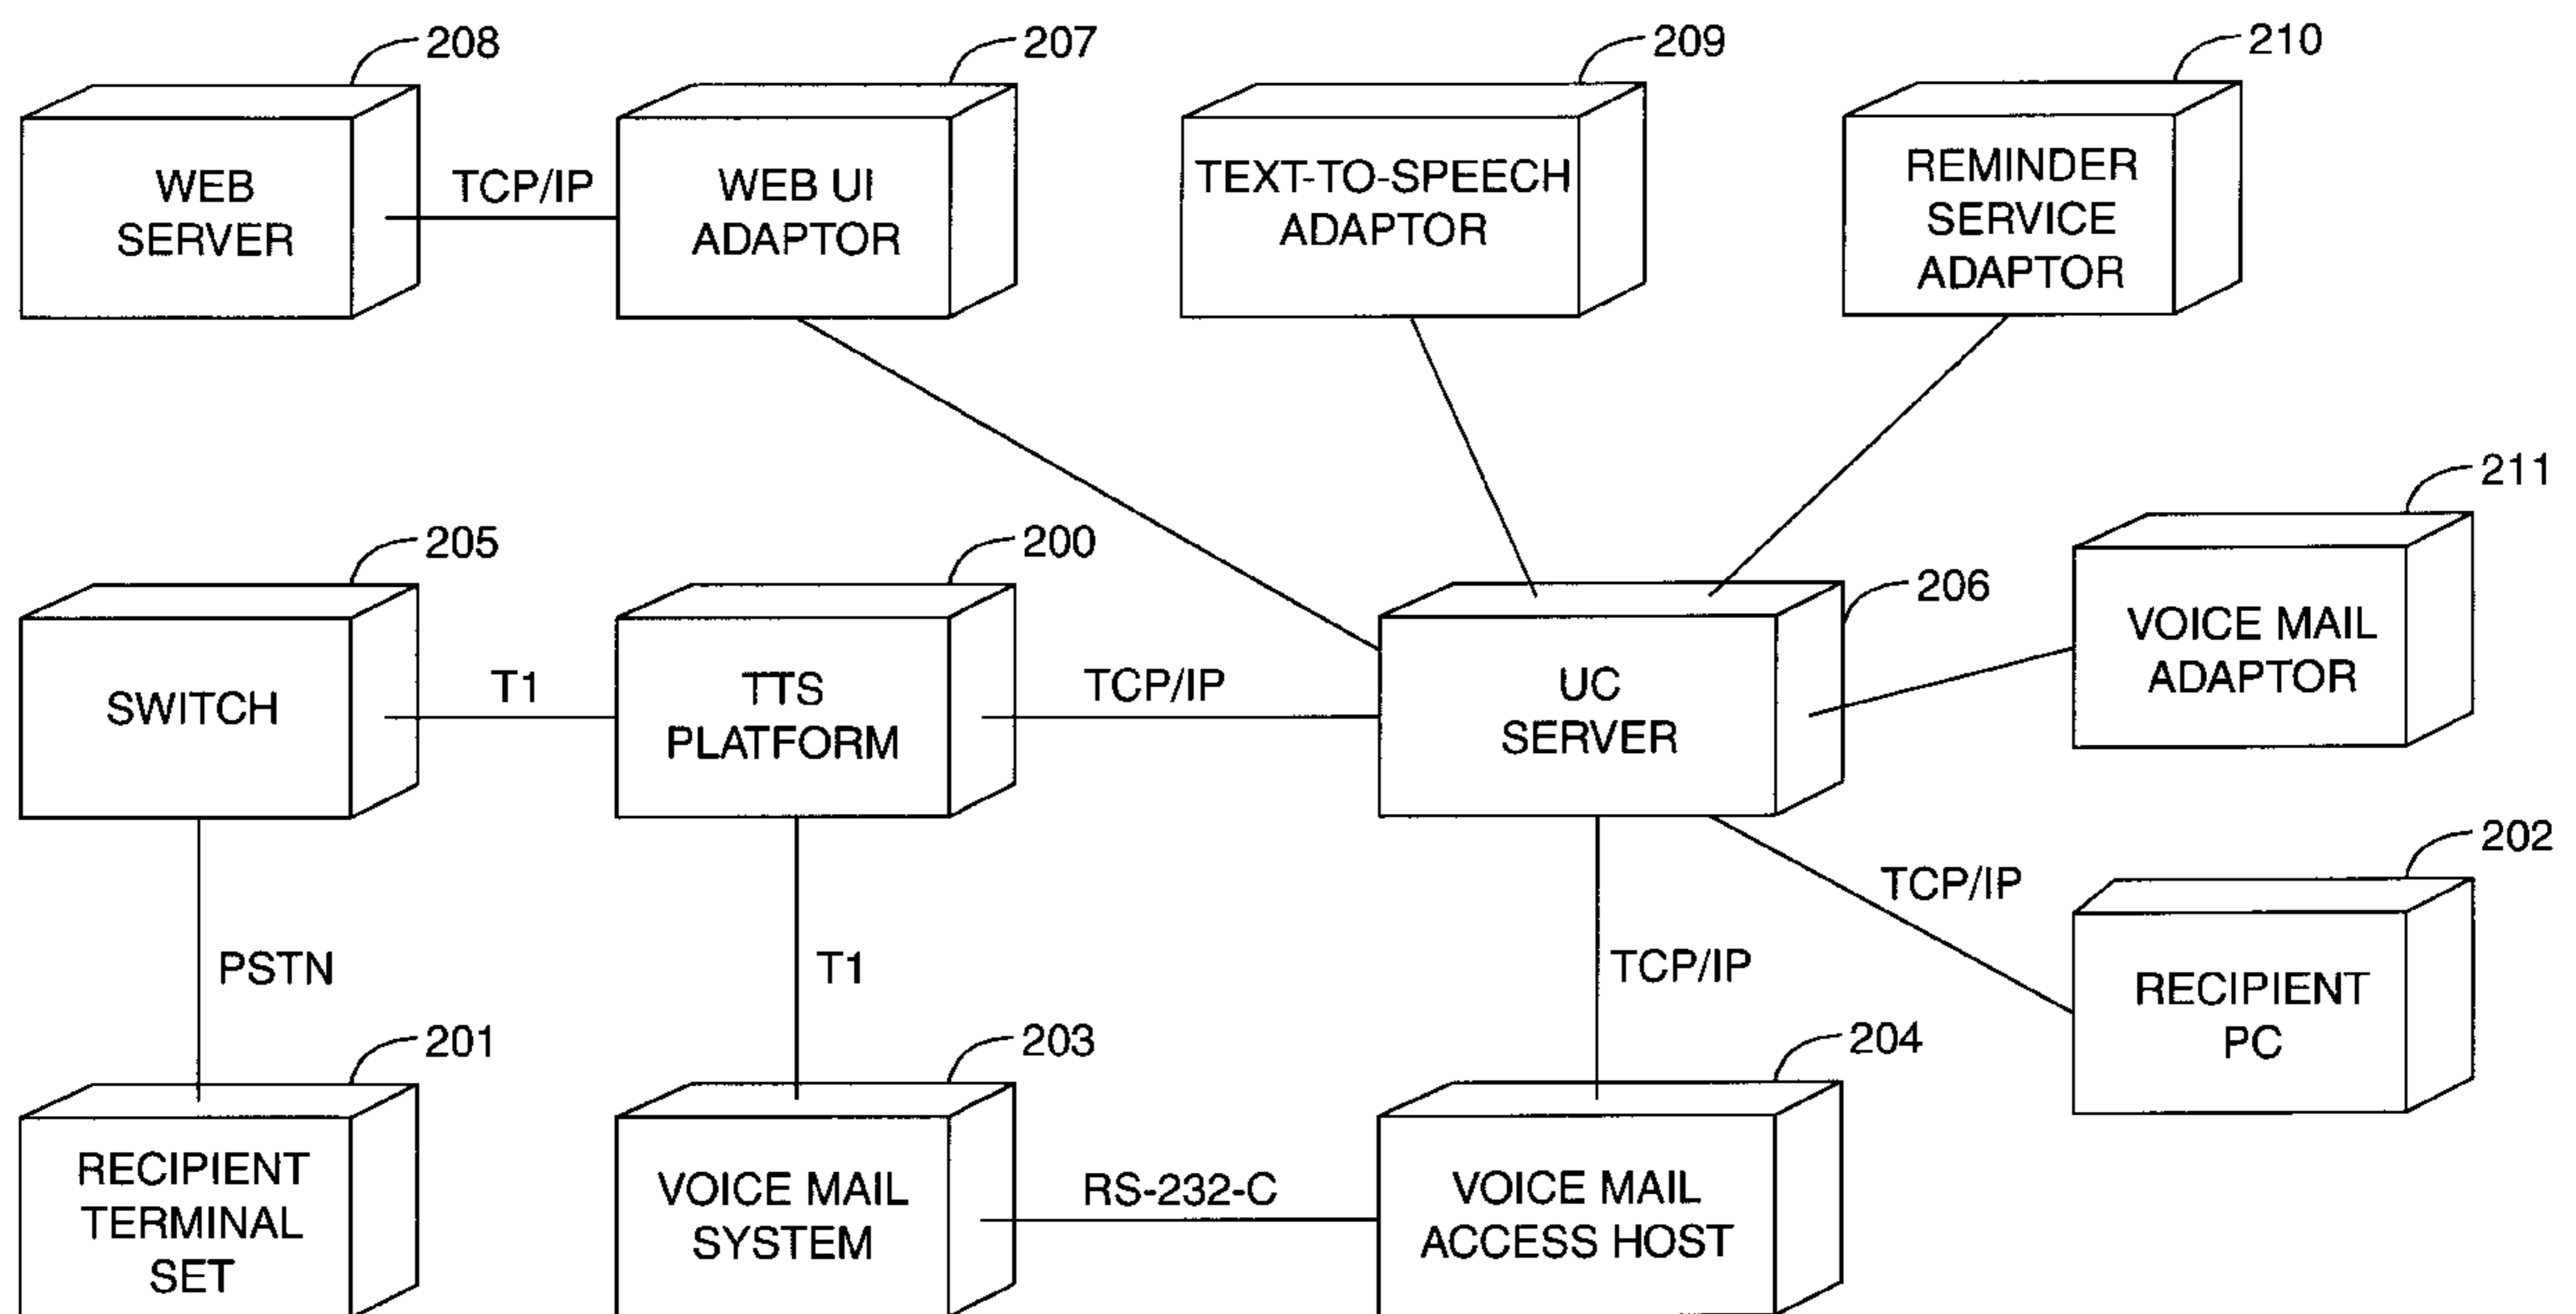 208
207
209
210
WEB
SERVER
TCP/IP
WEB UI
ADAPTOR
TEXT-TO-SPEECH
ADAPTOR
REMINDER
SERVICE
ADAPTOR
205
200
206
211
SWITCH
T1
TTS
PLATFORM
TCP/IP
UC
SERVER
VOICE MAIL
ADAPTOR
PSTN
T1
TCP/IP
TCP/IP
202
RECIPIENT
PC
201
203
204
RECIPIENT
TERMINAL
SET
VOICE MAIL
SYSTEM
RS-232-C
VOICE MAIL
ACCESS HOST